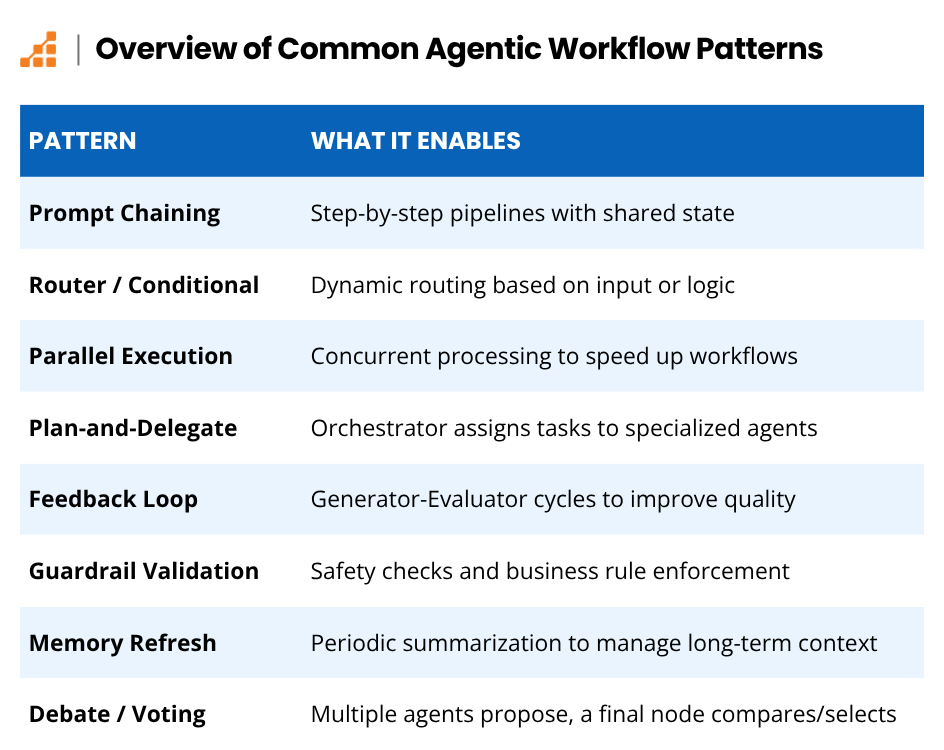 Overview of Common Agentic Workflow Patterns
PATTERN WHAT IT ENABLES
Prompt Chaining Step-by-step pipelines with shared state
Router / Conditional Dynamic routing based on input or logic
Parallel Execution Concurrent processing to speed up workflows
Plan-and-Delegate Orchestrator assigns tasks to specialized agents
Feedback Loop Generator-Evaluator cycles to improve quality
Guardrail Validation Safety checks and business rule enforcement
Memory Refresh Periodic summarization to manage long-term context
Debate / Voting Multiple agents propose, a final node compares/selects